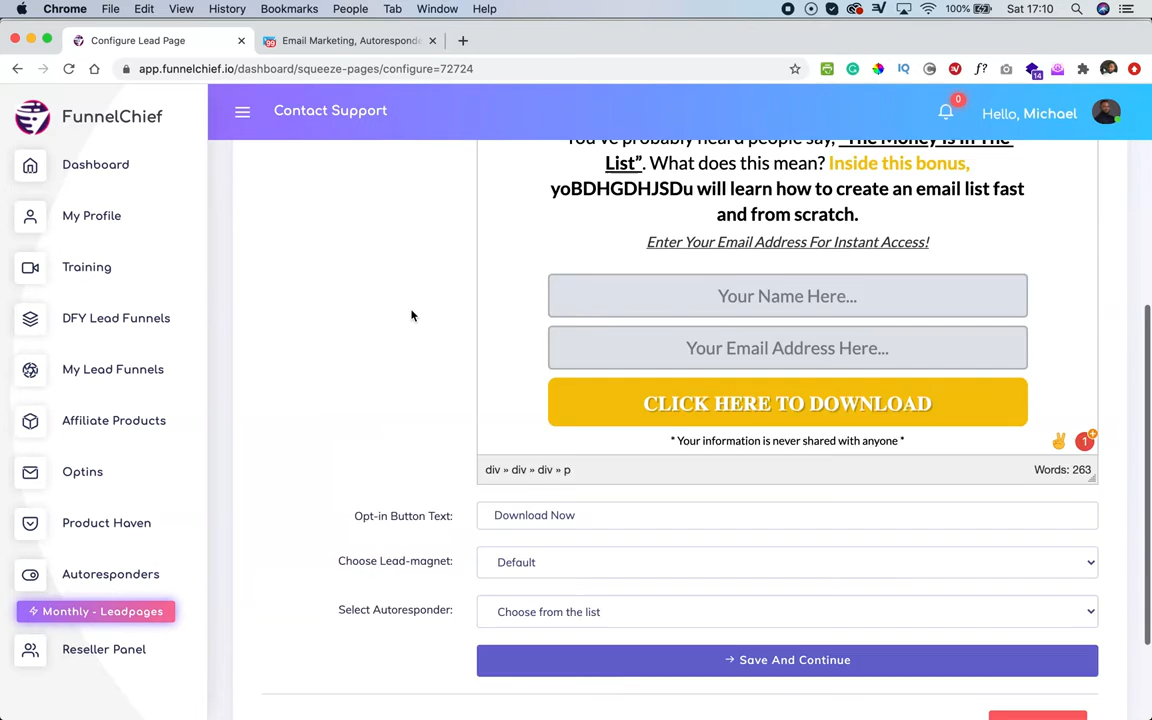 Chrome File Edit View History Bookmarks People Tab Window Help 100% Sat 17:10
Configure Lead Page
Email Marketing, Autoresponde
app.funnelchief.io/dashboard/squeeze-pages/configure=72724
FunnelChief
Contact Support
0
Hello, Michael
Dashboard
My Profile
Training
DFY Lead Funnels
My Lead Funnels
Affiliate Products
Optins
Product Haven
Autoresponders
Monthly - Leadpages
Reseller Panel
You've probably heard people say, "The Money Is In The
List". What does this mean? Inside this bonus,
yoBDHGDHJSDu will learn how to create an email list fast
and from scratch.
Enter Your Email Address For Instant Access!
Your Name Here...
Your Email Address Here...
CLICK HERE TO DOWNLOAD
* Your information is never shared with anyone *
1
div » div » div » p
Words: 263
Opt-in Button Text:
Download Now
Choose Lead-magnet:
Default
Select Autoresponder:
Choose from the list
→ Save And Continue